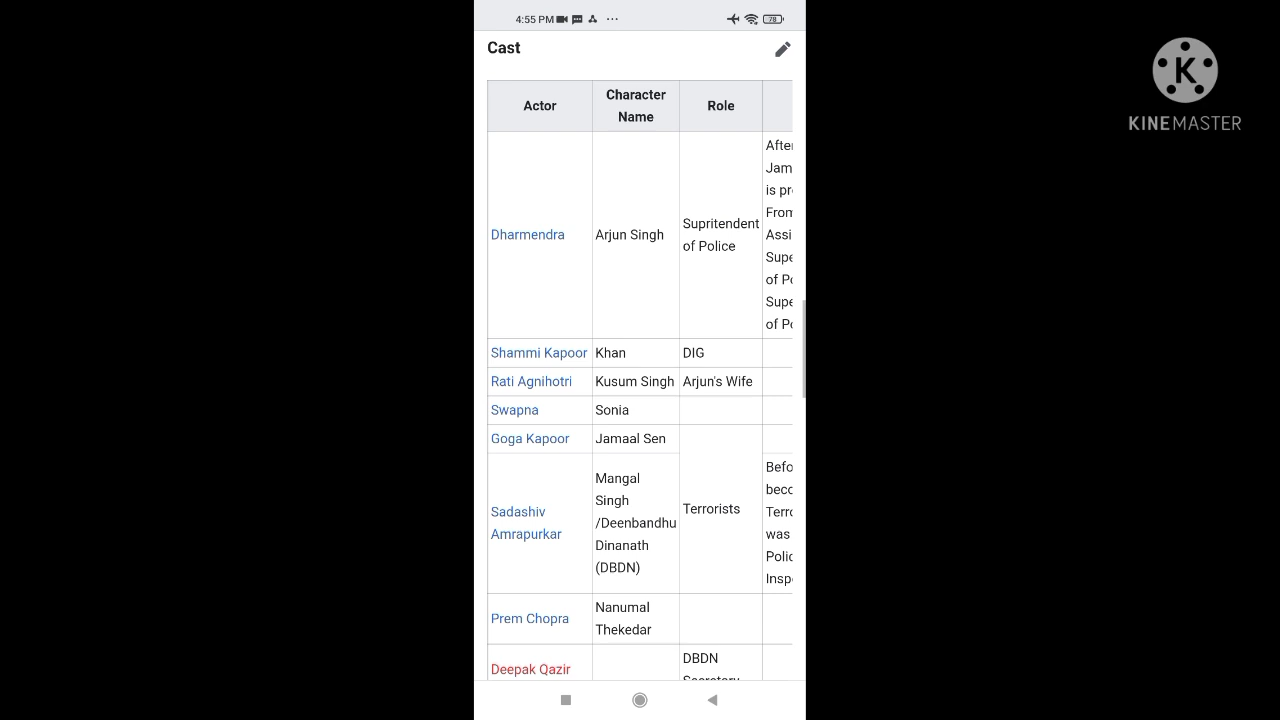 4:55 PM
78
Cast
Actor
Character
Name
Role
Dharmendra
Arjun Singh
Supritendent
of Police
Shammi Kapoor
Khan
DIG
Rati Agnihotri
Kusum Singh
Arjun's Wife
Swapna
Sonia
Goga Kapoor
Jamaal Sen
Sadashiv
Amrapurkar
Mangal
Singh
/Deenbandhu
Dinanath
(DBDN)
Terrorists
was
Prem Chopra
Nanumal
Thekedar
Deepak Qazir
DBDN
K
KINEMASTER